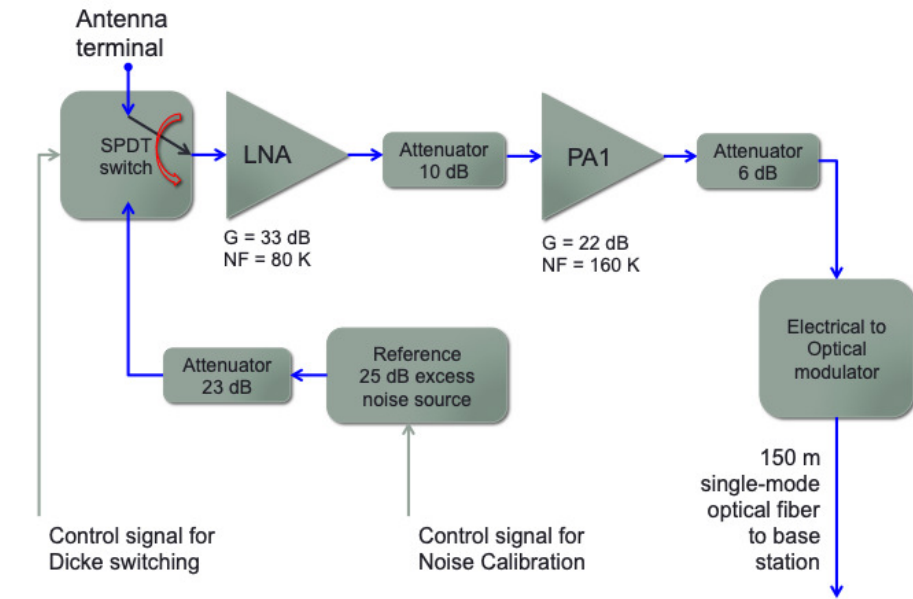 Antenna
terminal
SPDT
switch
LNA
Attenuator
10 dB
PA1
Attenuator
6 dB
G = 33 dB
NF = 80 K
G = 22 dB
NF = 160 K
Attenuator
23 dB
Reference
25 dB excess
noise source
Electrical to
Optical
modulator
150 m
single-mode
optical fiber
to base
station
Control signal for
Dicke switching
Control signal for
Noise Calibration